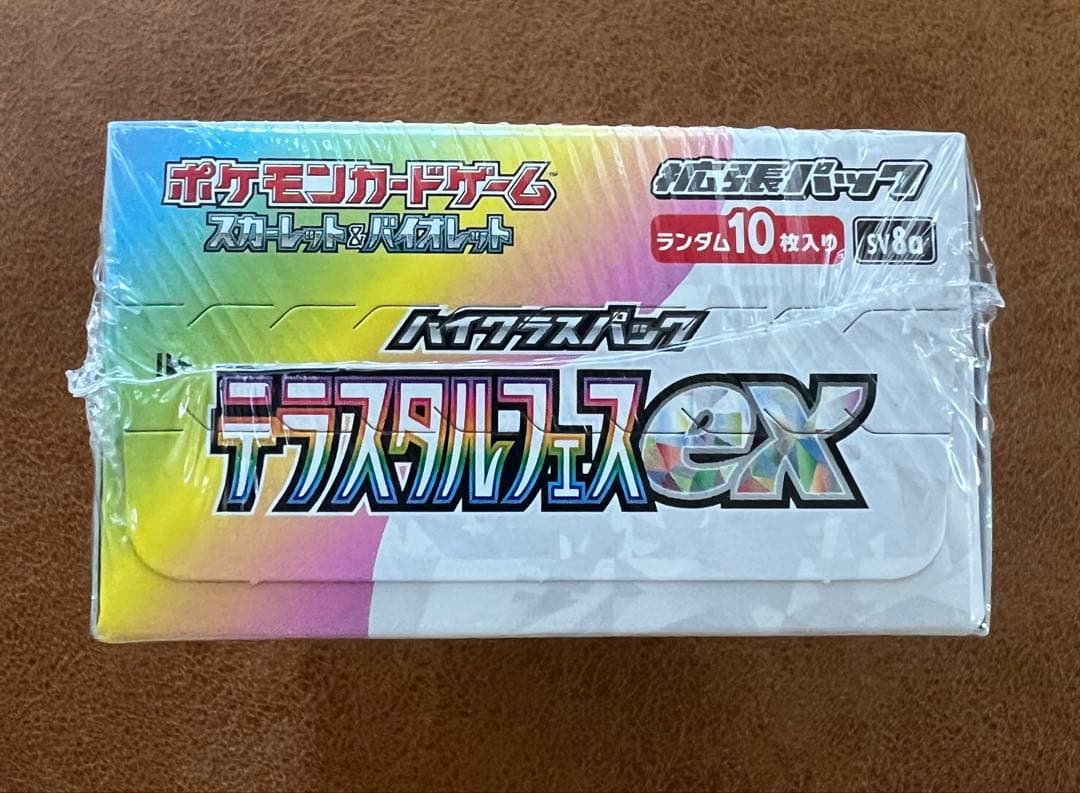 ポケモンカードゲーム™
スカーレット&バイオレット
拡張パック
ランダム10枚入り
SV8a
ハイクラスパック
テラスタルフェスex